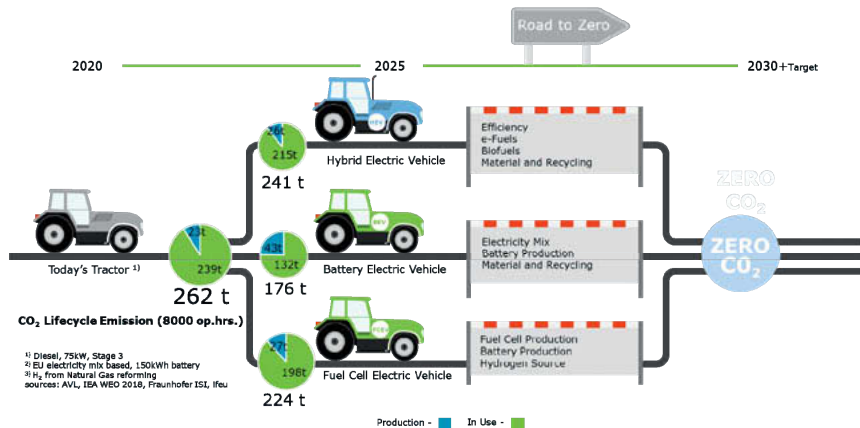 Road to Zero
2020
2025
2030+Target
26t
215t
241 t
HEV
Hybrid Electric Vehicle
Efficiency
e-Fuels
Biofuels
Material and Recycling
ZERO
CO2
Today's Tractor 1)
23t
239t
262 t
43t
132t
176 t
BEV
Battery Electric Vehicle
Electricity Mix
Battery Production
Material and Recycling
ZERO
CO2
CO2 Lifecycle Emission (8000 op.hrs.)
27t
198t
224 t
FCEV
Fuel Cell Electric Vehicle
Fuel Cell Production
Battery Production
Hydrogen Source
1) Diesel, 75kW, Stage 3
2) EU electricity mix based, 150kWh battery
3) H2 from Natural Gas reforming
sources: AVL, IEA WEO 2018, Fraunhofer ISI, Ifeu
Production -
In Use -